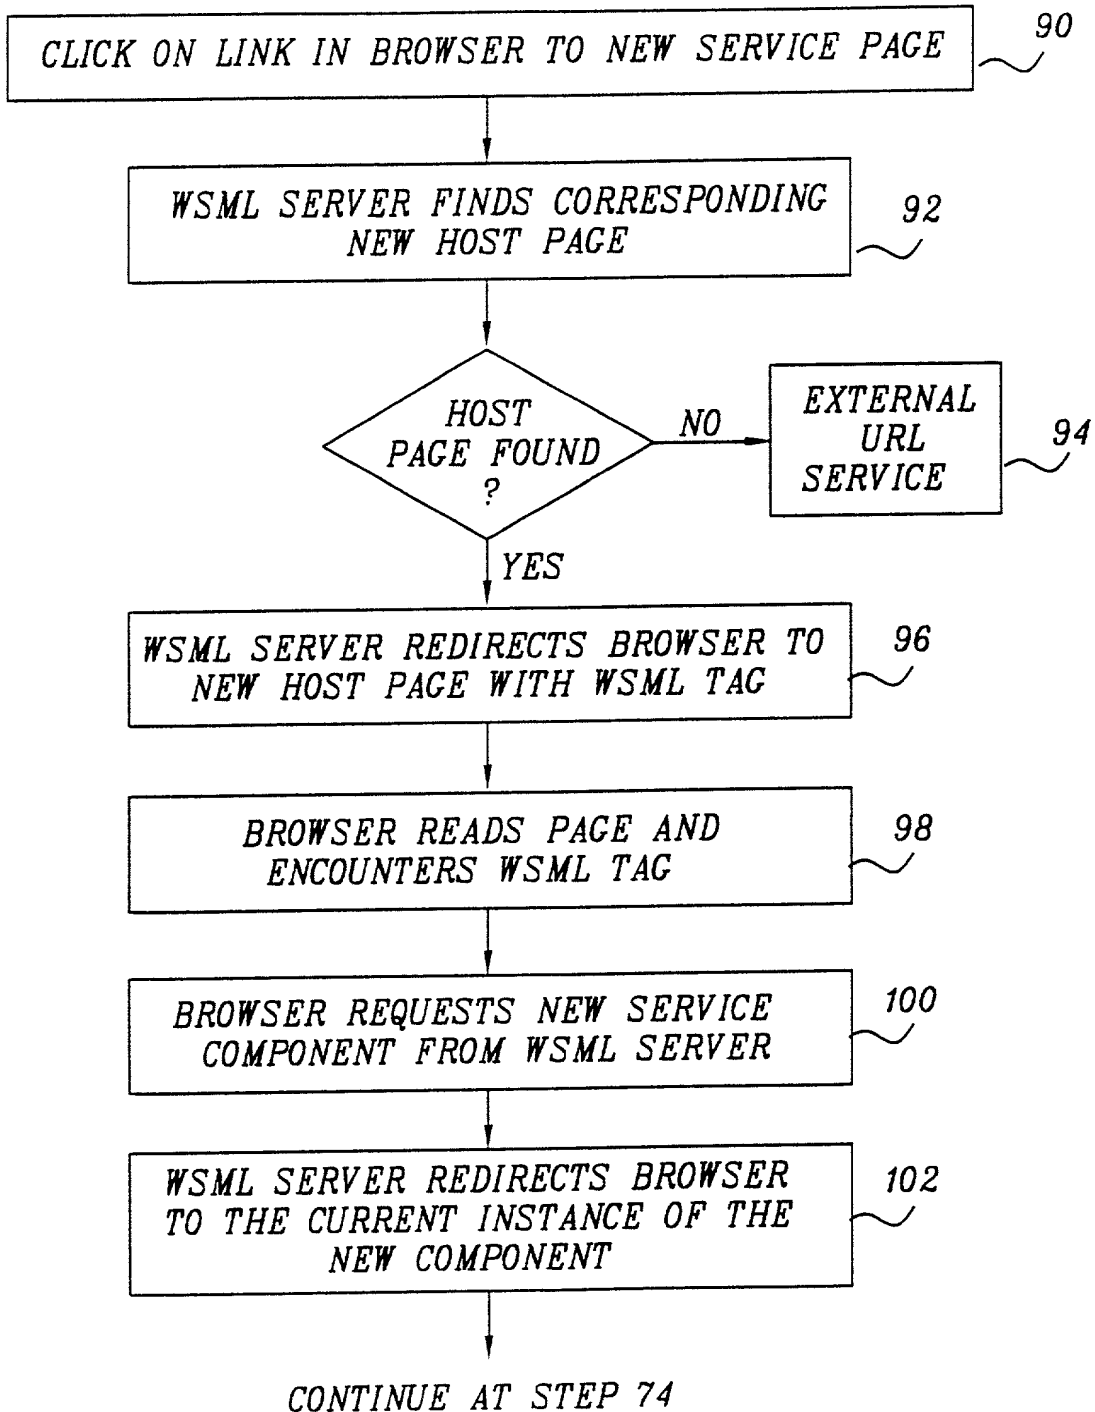 CLICK ON LINK IN BROWSER TO NEW SERVICE PAGE
90
WSML SERVER FINDS CORRESPONDING
NEW HOST PAGE
92
HOST
PAGE FOUND
?
NO
EXTERNAL
URL
SERVICE
94
YES
WSML SERVER REDIRECTS BROWSER TO
NEW HOST PAGE WITH WSML TAG
96
BROWSER READS PAGE AND
ENCOUNTERS WSML TAG
98
BROWSER REQUESTS NEW SERVICE
COMPONENT FROM WSML SERVER
100
WSML SERVER REDIRECTS BROWSER
TO THE CURRENT INSTANCE OF THE
NEW COMPONENT
102
CONTINUE AT STEP 74